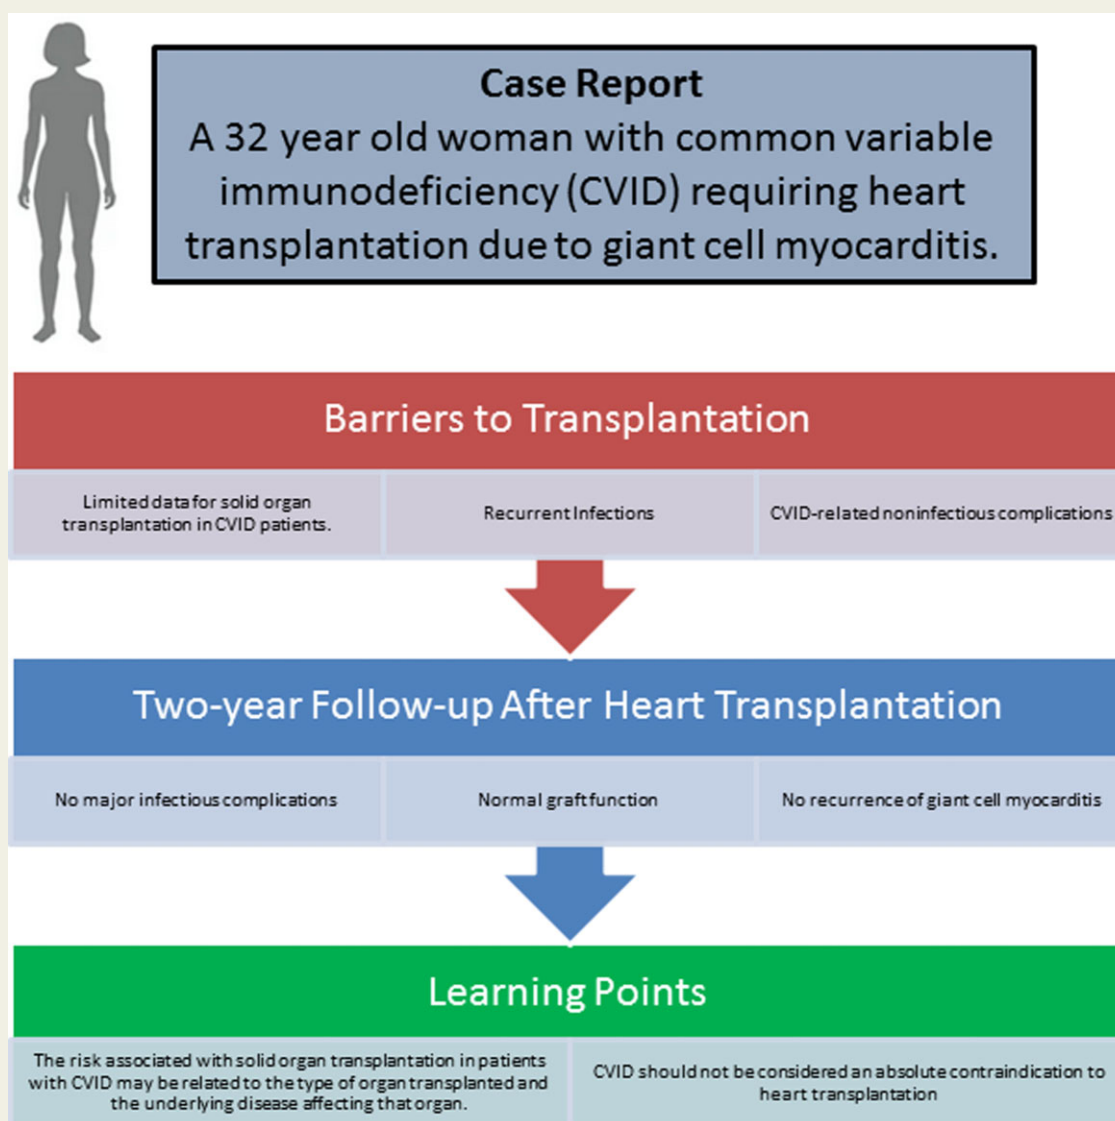 Case Report
A 32 year old woman with common variable
immunodeficiency (CVID) requiring heart
transplantation due to giant cell myocarditis.
Barriers to Transplantation
Limited data for solid organ
transplantation in CVID patients.
Recurrent Infections
CVID-related noninfectious complications
Two-year Follow-up After Heart Transplantation
No major infectious complications
Normal graft function
No recurrence of giant cell myocarditis
Learning Points
The risk associated with solid organ transplantation in patients
with CVID may be related to the type of organ transplanted and
the underlying disease affecting that organ.
CVID should not be considered an absolute contraindication to
heart transplantation